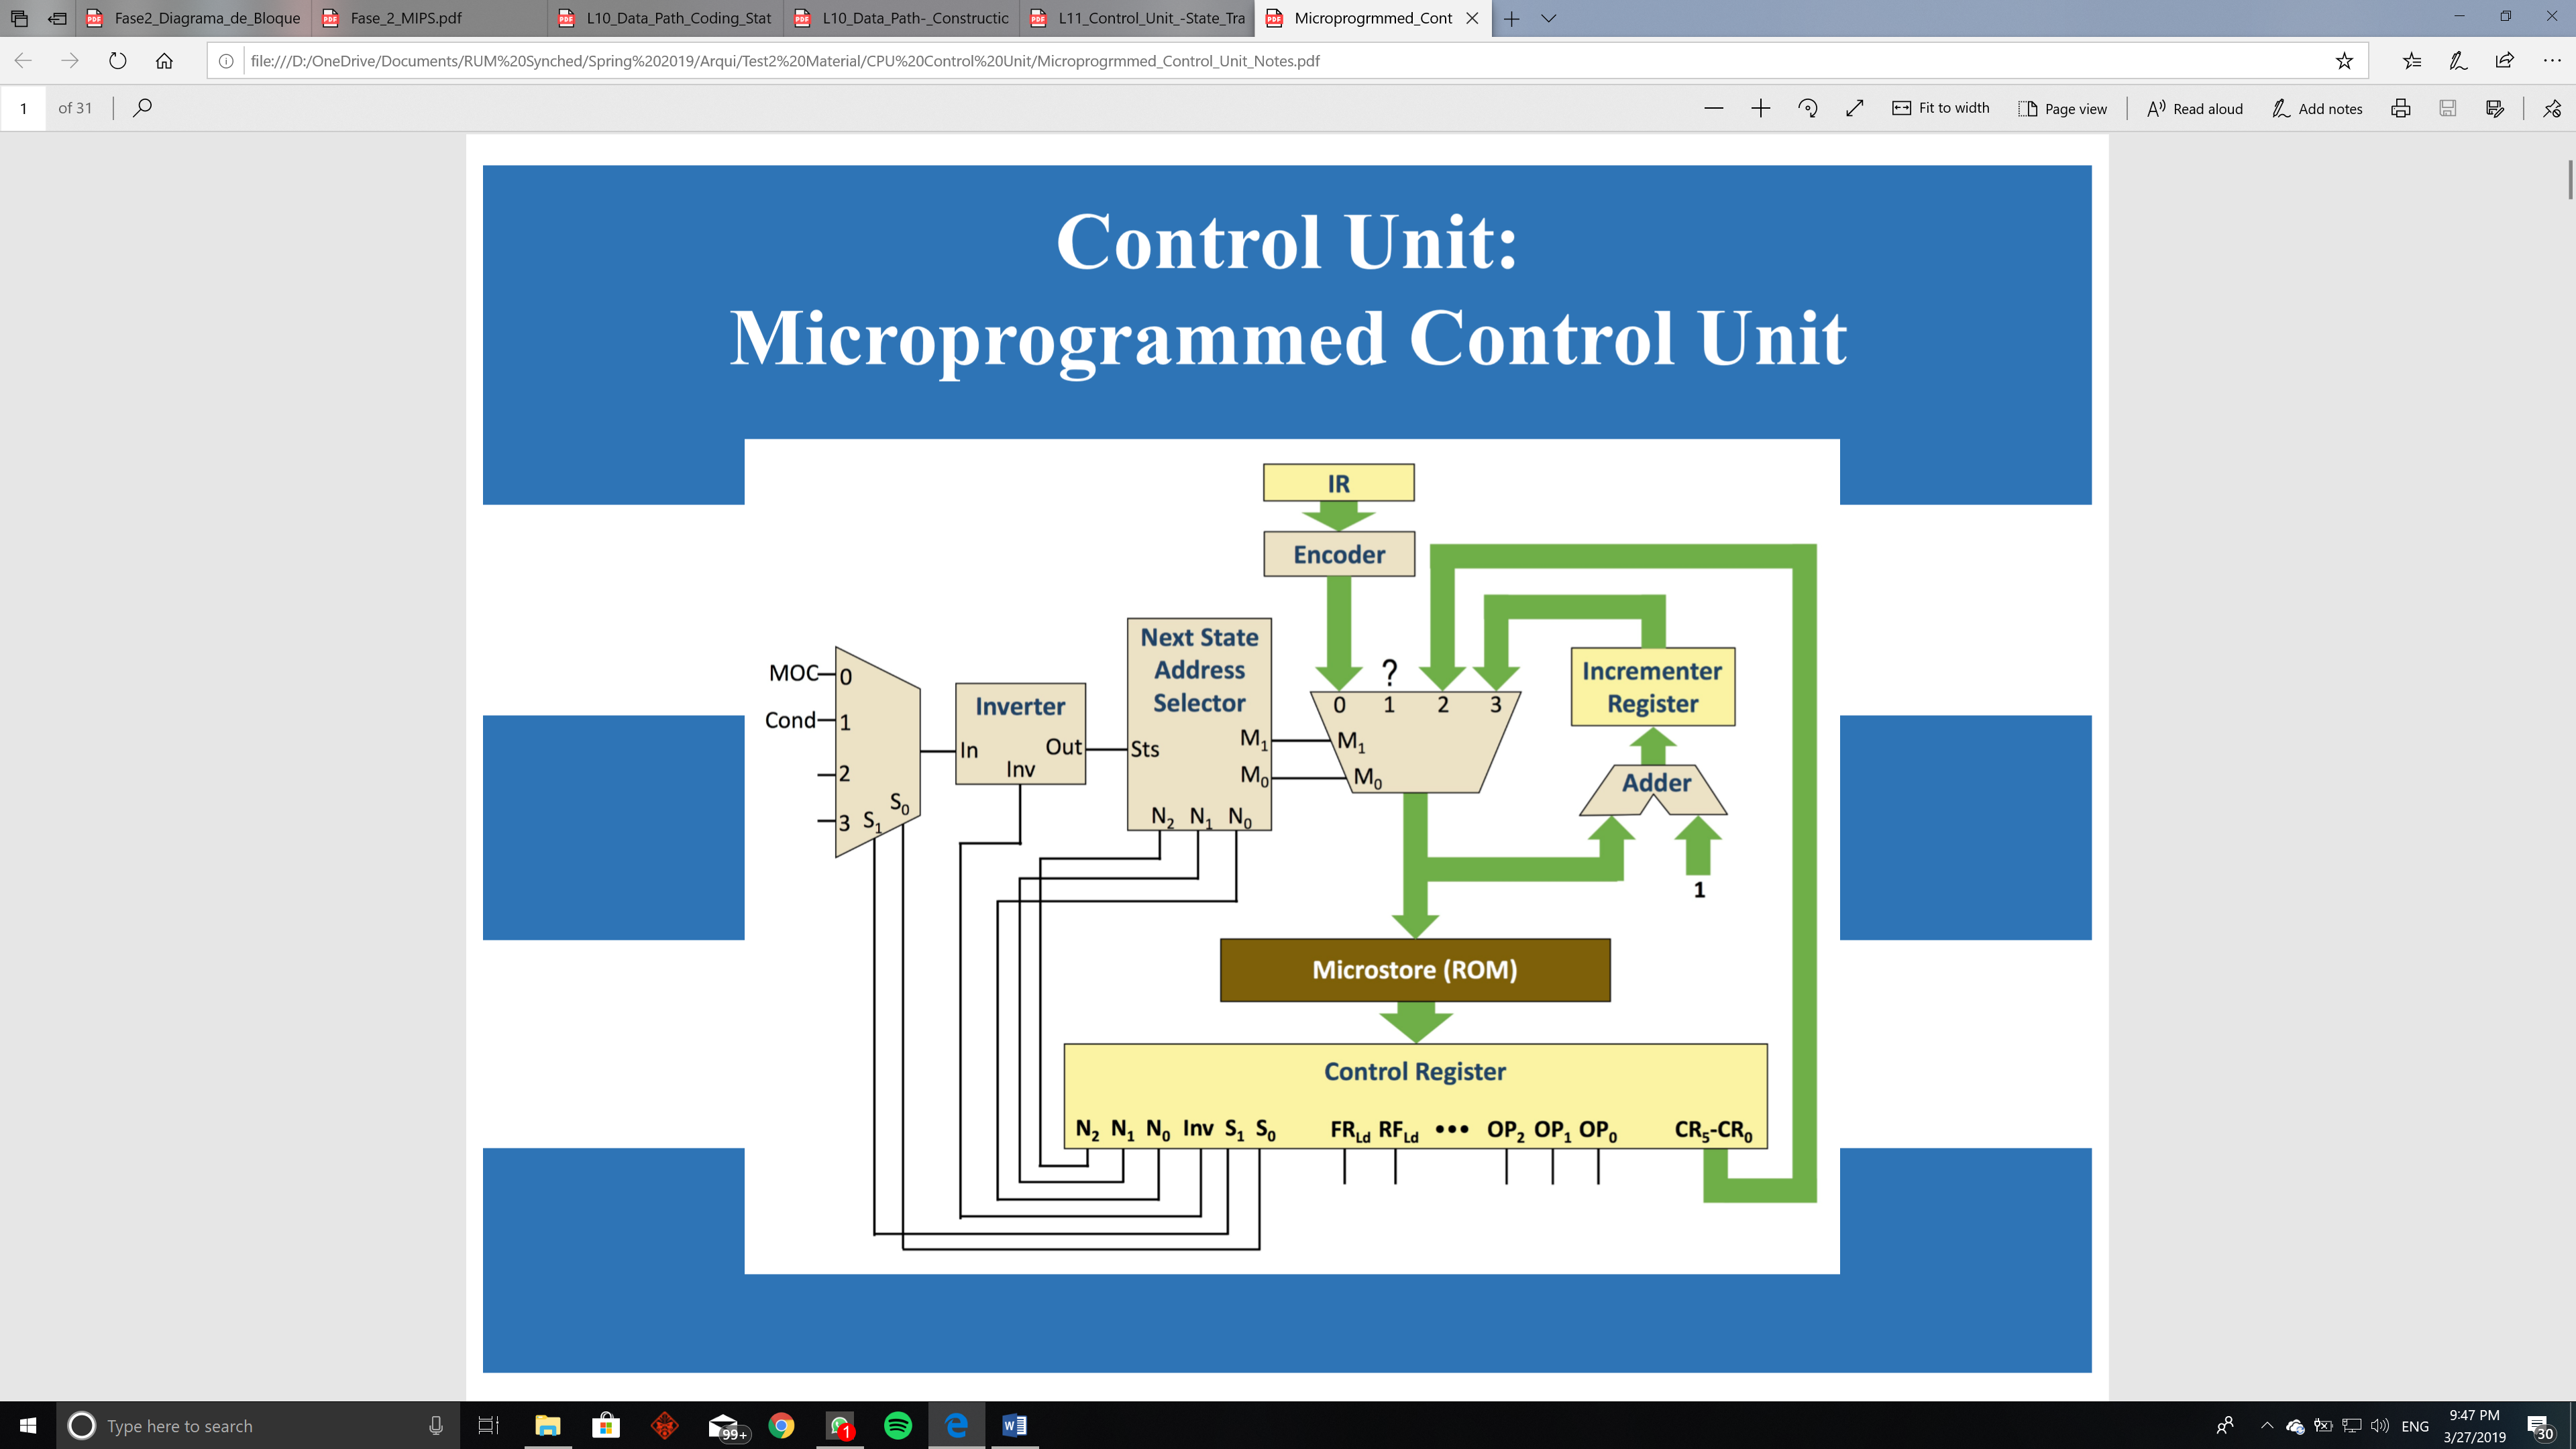 Fase2_Diagrama_de_Bloque
Fase_2_MIPS.pdf
L10_Data_Path_Coding_Stat
L10_Data_Path-_Constructic
L11_Control_Unit_-State_Tra
Microprogrmmed_Cont
file:///D:/OneDrive/Documents/RUM%20Synched/Spring%202019/Arqui/Test2%20Material/CPU%20Control%20Unit/Microprogrmmed_Control_Unit_Notes.pdf
1 of 31
Fit to width
Page view
Read aloud
Add notes
Control Unit:
Microprogrammed Control Unit
IR
Encoder
Next State
Address
Selector
Sts
M1
M0
N2 N1 N0
MOC
Cond
0
1
2
3
S1
S0
Inverter
In
Out
Inv
?
0 1 2 3
M1
M0
Incrementer
Register
Adder
1
Microstore (ROM)
Control Register
N2 N1 N0 Inv S1 S0 FRLd RFLd ••• OP2 OP1 OP0 CR5-CR0
Type here to search
99+
1
W
ENG
9:47 PM
3/27/2019
30